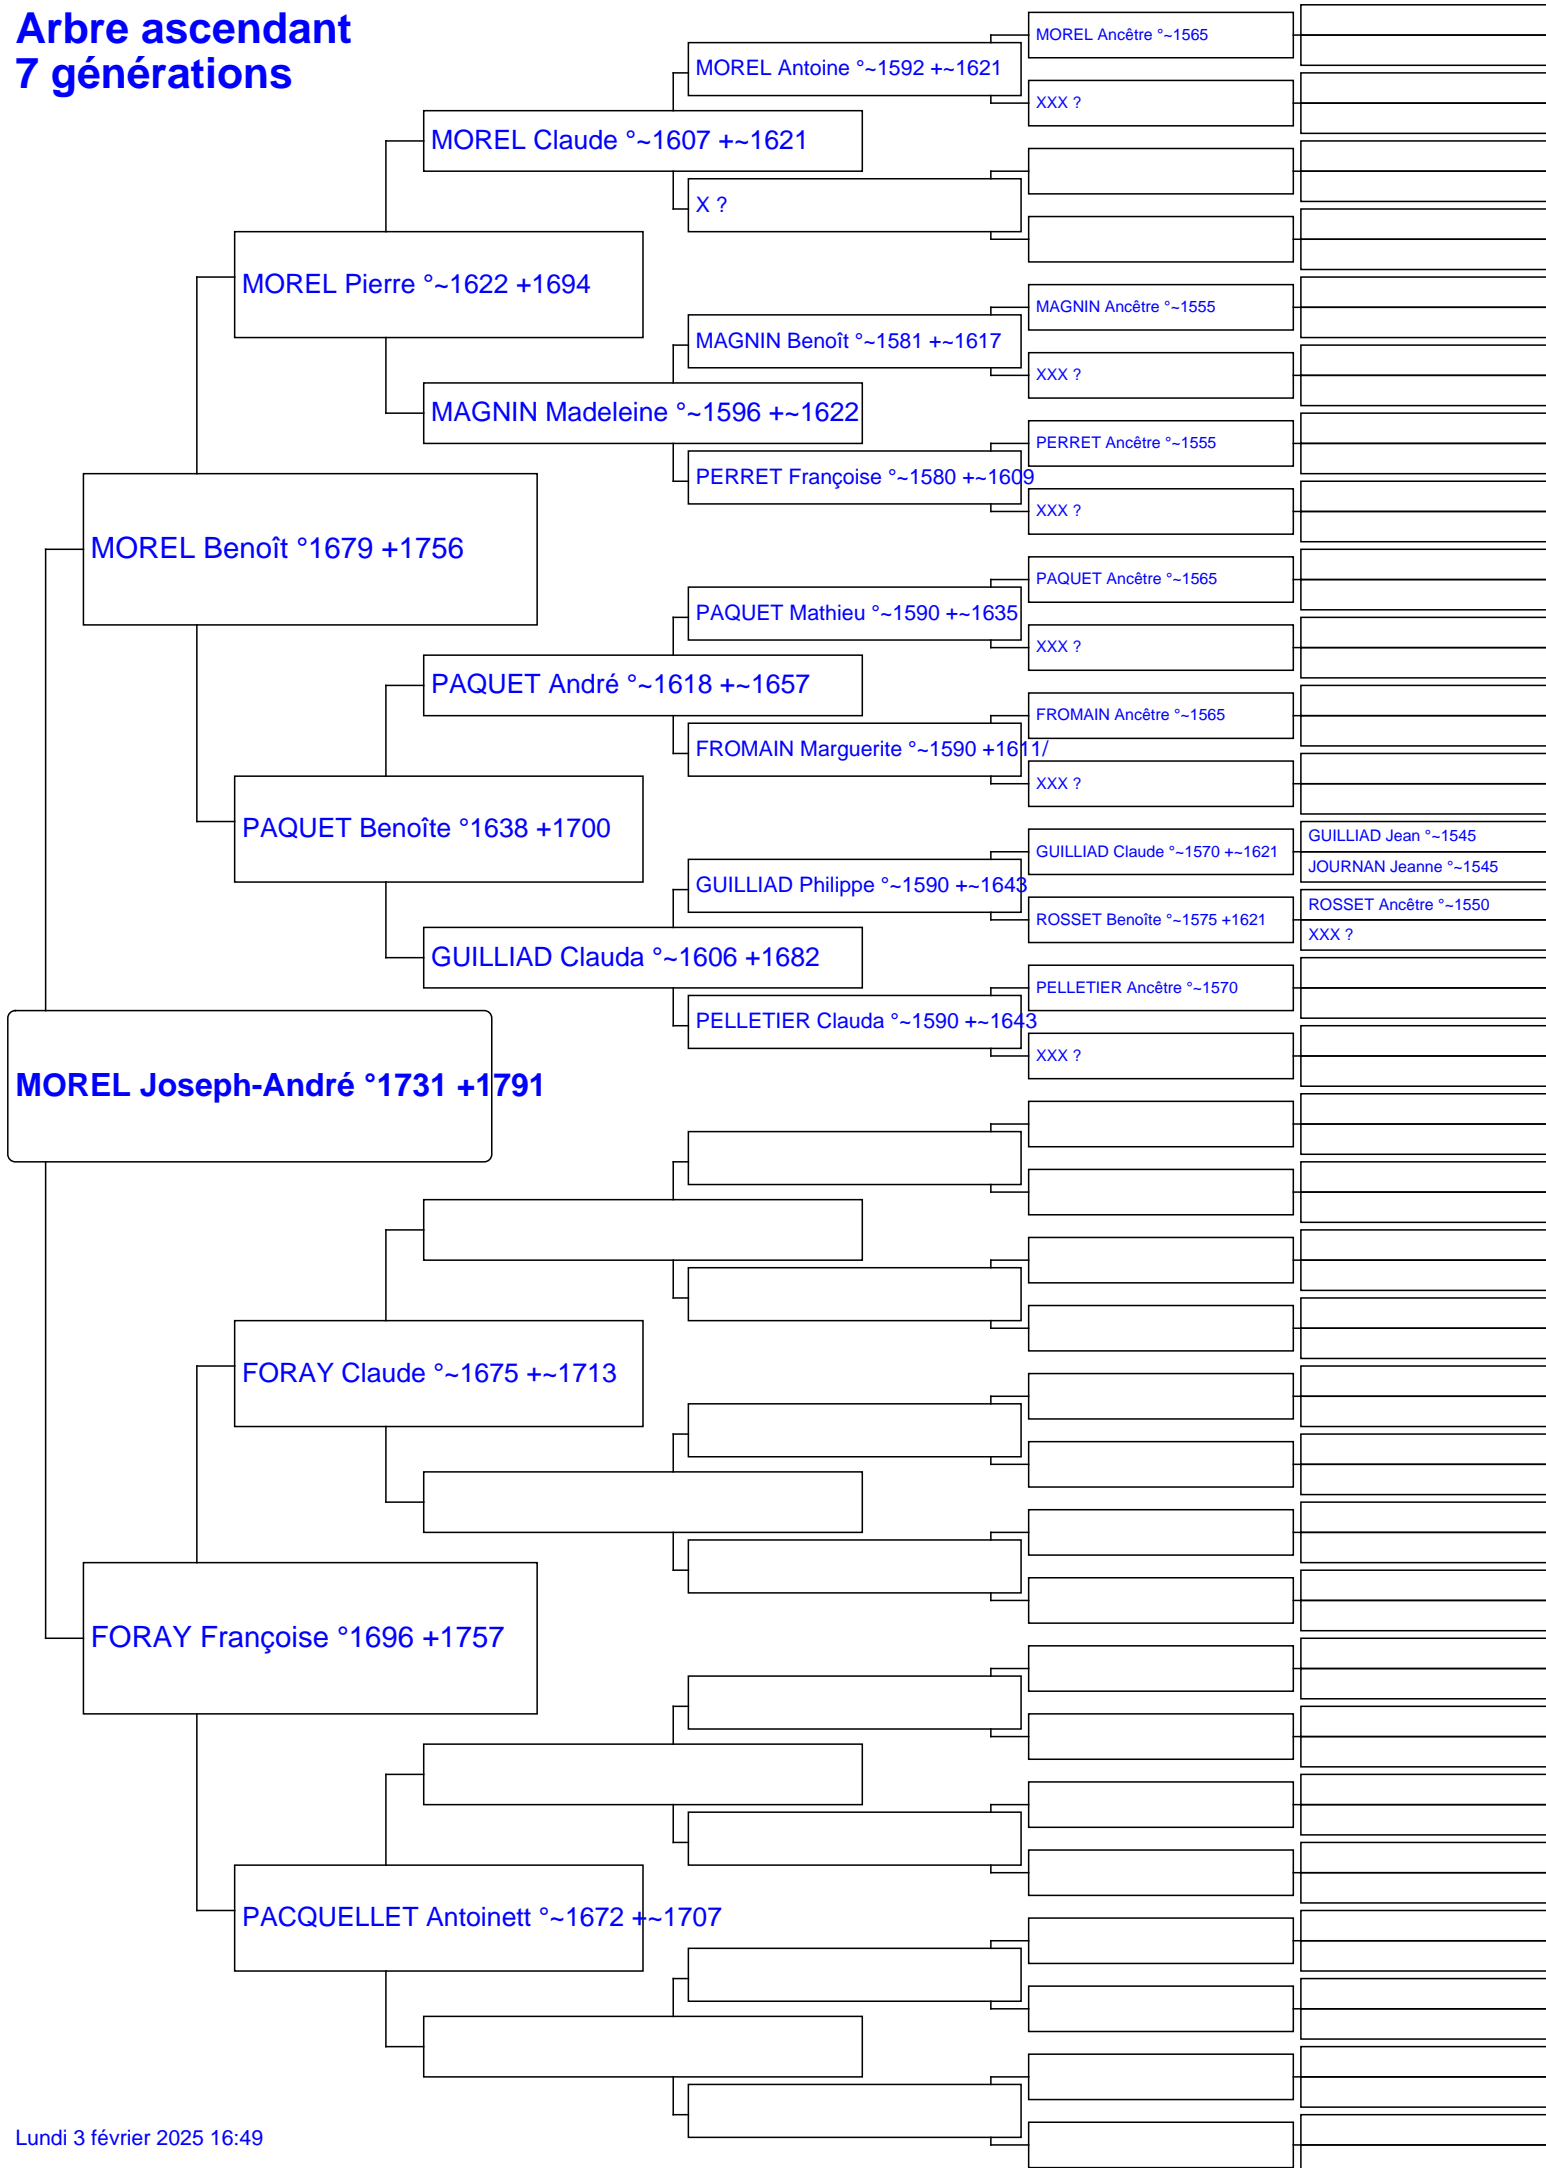 Arbre ascendant
7 générations
MOREL Ancêtre °~1565
MOREL Antoine °~1592 +~1621
XXX ?
MOREL Claude °~1607 +~1621
X ?
MOREL Pierre °~1622 +1694
MAGNIN Ancêtre °~1555
MAGNIN Benoît °~1581 +~1617
XXX ?
MAGNIN Madeleine °~1596 +~1622
PERRET Ancêtre °~1555
PERRET Françoise °~1580 +~1609
XXX ?
MOREL Benoît °1679 +1756
PAQUET Ancêtre °~1565
PAQUET Mathieu °~1590 +~1635
XXX ?
PAQUET André °~1618 +~1657
FROMAIN Ancêtre °~1565
FROMAIN Marguerite °~1590 +1611/
XXX ?
PAQUET Benoîte °1638 +1700
GUILLIAD Jean °~1545
GUILLIAD Claude °~1570 +~1621
JOURNAN Jeanne °~1545
GUILLIAD Philippe °~1590 +~1643
ROSSET Ancêtre °~1550
ROSSET Benoîte °~1575 +1621
XXX ?
GUILLIAD Clauda °~1606 +1682
PELLETIER Ancêtre °~1570
PELLETIER Clauda °~1590 +~1643
XXX ?
MOREL Joseph-André °1731 +1791
FORAY Claude °~1675 +~1713
FORAY Françoise °1696 +1757
PACQUELLET Antoinett °~1672 +~1707
Lundi 3 février 2025 16:49